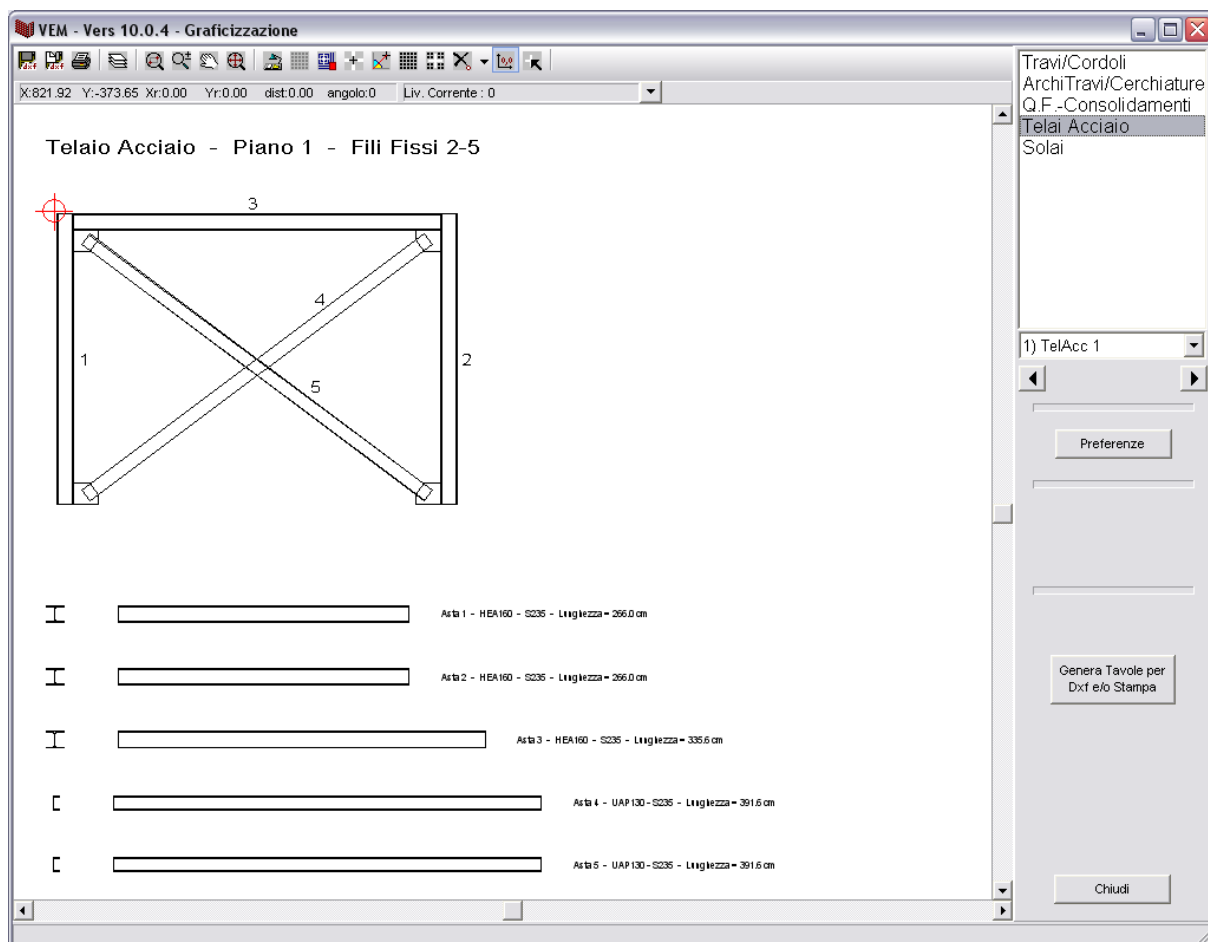 VEM - Vers 10.0.4 - Graficizzazione
X:821.92 Y:-373.65 Xr:0.00 Yr:0.00 dist:0.00 angolo:0 Liv. Corrente : 0
Telaio Acciaio - Piano 1 - Fili Fissi 2-5
3
4
1
2
5
Asta 1 - HEA160 - S235 - Lunghezza = 266.0 cm
Asta 2 - HEA160 - S235 - Lunghezza = 266.0 cm
Asta 3 - HEA160 - S235 - Lunghezza = 335.6 cm
Asta 4 - UAP130 - S235 - Lunghezza = 391.6 cm
Asta 5 - UAP130 - S235 - Lunghezza = 391.6 cm
Travi/Cordoli
ArchiTravi/Cerchiature
Q.F.-Consolidamenti
Telai Acciaio
Solai
1) TelAcc 1
Preferenze
Genera Tavole per
Dxf e/o Stampa
Chiudi